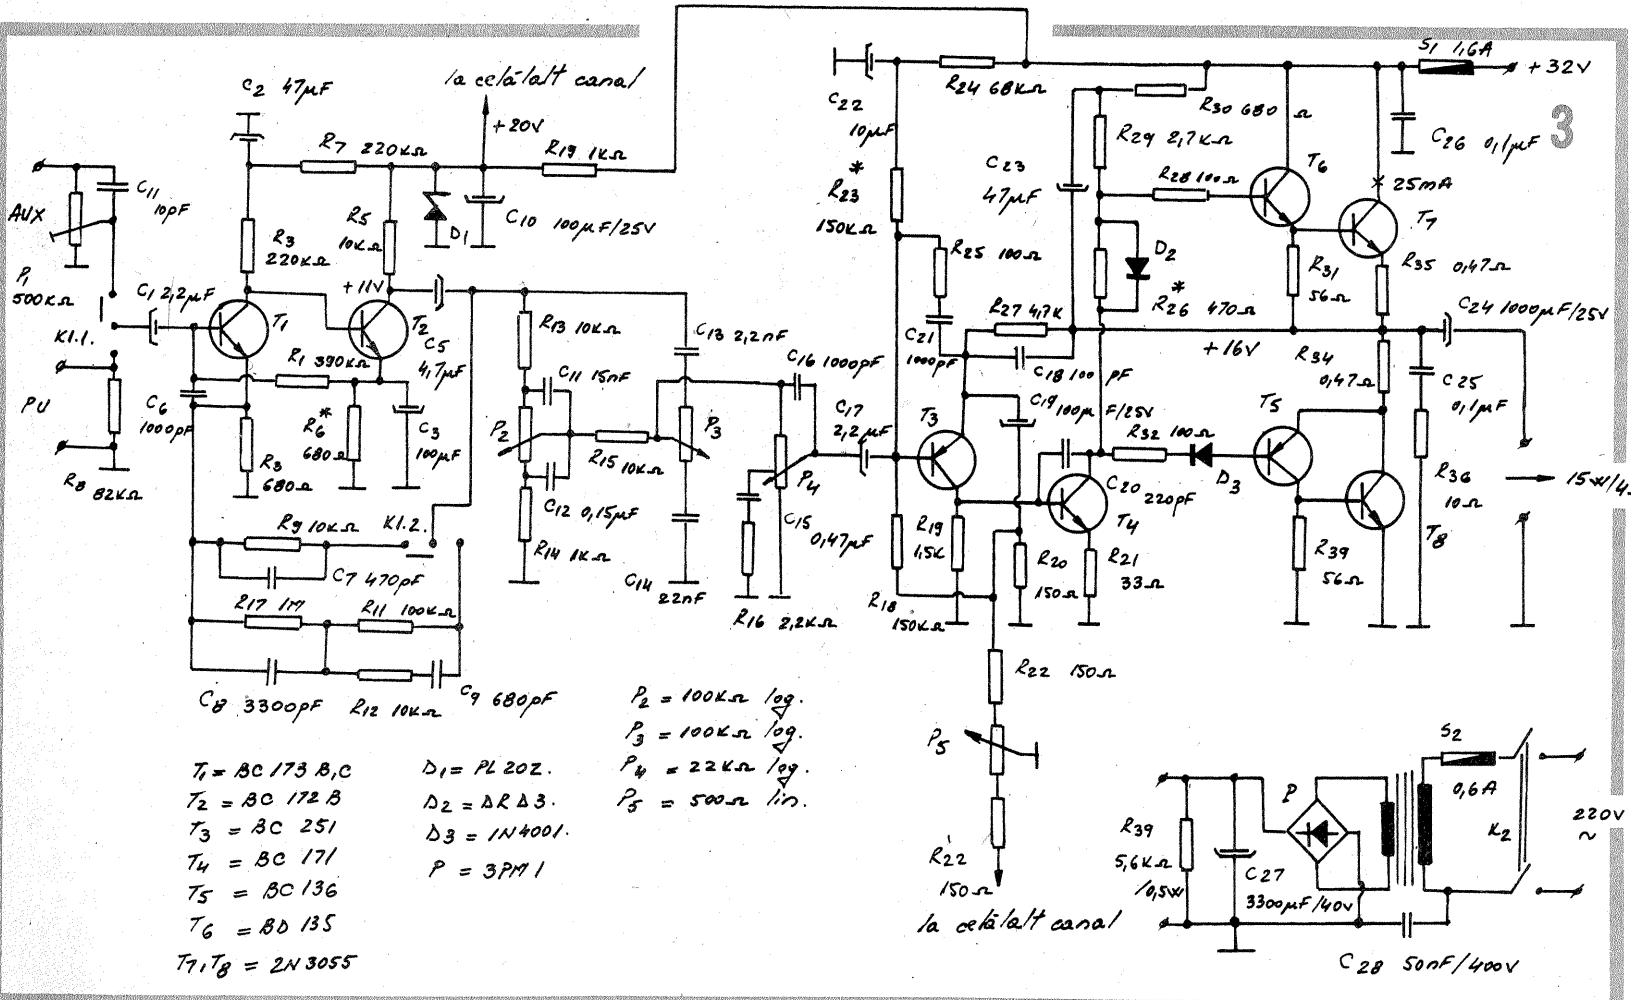 3
C2 47µF
la celălalt canal
+20V
R7 220KΩ
R19 1KΩ
C22
10µF
R24 68KΩ
S1 1,6A
+32V
R30 680Ω
R29 2,7KΩ
C26 0,1µF
C11
10pF
AUX
P1
500KΩ
R3
220KΩ
R5
10KΩ
D1
C10 100µF/25V
*
R23
150KΩ
C23
47µF
R28 100Ω
T6
25mA
T7
R25 100Ω
D2
*
R26 470Ω
R31
56Ω
R35 0,47Ω
C1 2,2µF
+11V
T1
T2
C5
4,7µF
K1.1.
R13 10KΩ
C13 2,2nF
R27 4,7K
C21
1000pF
C18 100pF
+16V
C24 1000µF/25V
R34
0,47Ω
C25
0,1µF
R1 390KΩ
C16 1000pF
C11 15nF
PU
C6
1000pF
*
R6
680Ω
C3
100µF
R8 82KΩ
R3
680Ω
P2
R15 10KΩ
P3
C17
2,2µF
T3
C19 100µF/25V
R32 100Ω
T5
D3
P4
C12 0,15µF
C15
0,47µF
C20
220pF
T4
R36
10Ω
15W/4
T8
R9 10KΩ
K1.2.
C7 470pF
R14 1KΩ
C14
22nF
R16 2,2KΩ
R19
1,5K
R20
150Ω
R21
33Ω
R39
56Ω
R18
150KΩ
R17 1M
R11 100KΩ
C8 3300pF
R12 10KΩ
C9 680pF
R22 150Ω
P5
R'22
150Ω
la celălalt canal
P2 = 100KΩ log.
P3 = 100KΩ log.
P4 = 22KΩ log.
P5 = 500Ω lin.
T1 = BC 173 B,C
T2 = BC 172 B
T3 = BC 251
T4 = BC 171
T5 = BC 136
T6 = BD 135
T7,T8 = 2N3055
D1 = PL 20Z.
D2 = DRD3.
D3 = 1N4001.
P = 3PM1
S2
0,6A
K2
220V
~
P
R39
5,6KΩ
/0,5W
C27
3300µF/40V
C28 50nF/400V